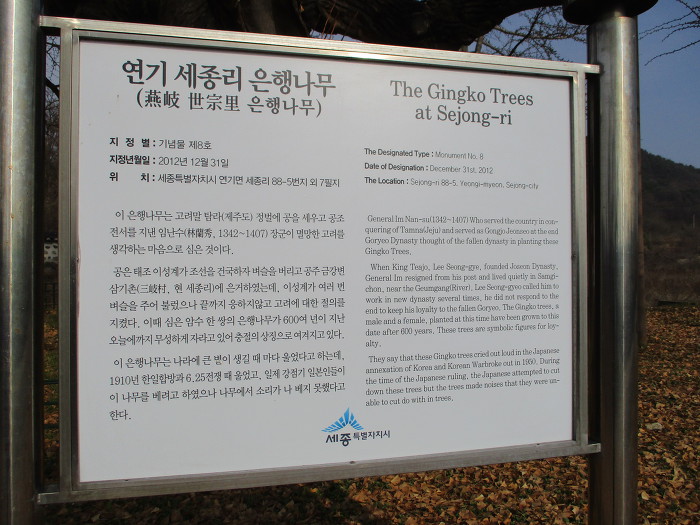 연기 세종리 은행나무
(燕岐 世宗里 은행나무)
지 정 별 : 기념물 제8호
지정년월일 : 2012년 12월 31일
위 치 : 세종특별자치시 연기면 세종리 88-5번지 외 7필지
이 은행나무는 고려말 탐라(제주도) 정벌에 공을 세우고 공조
전서를 지낸 임난수(林蘭秀, 1342~1407) 장군이 멸망한 고려를
생각하는 마음으로 심은 것이다.
공은 태조 이성계가 조선을 건국하자 벼슬을 버리고 공주 금강변
삼기촌(三岐村, 현 세종리)에 은거하였는데, 이성계가 여러 번
벼슬을 주어 불렀으나 끝까지 응하지않고 고려에 대한 절의를
지켰다. 이때 심은 암수 한 쌍의 은행나무가 600여 년이 지난
오늘에까지 무성하게 자라고 있어 충절의 상징으로 여겨지고 있다.
이 은행나무는 나라에 큰 변이 생길 때 마다 울었다고 하는데,
1910년 한일합방과 6.25전쟁 때 울었고, 일제 강점기 일본인들이
이 나무를 베려고 하였으나 나무에서 소리가 나 베지 못했다고
한다.
The Gingko Trees
at Sejong-ri
The Designated Type : Monument No. 8
Date of Designation : December 31st, 2012
The Location : Sejong-ri 88-5, Yeongi-myeon, Sejong-city
General Im Nan-su(1342~1407) Who served the country in con-
quering of Tamna(Jeju) and served as Gongjo Jeonseo at the end
Goryeo Dynasty thought of the fallen dynasty in planting these
Gingko Trees.
When King Teajo, Lee Seong-gye, founded Joseon Dynasty,
General Im resigned from his post and lived quietly in Samgi-
chon, near the Geumgang(River). Lee Seong-gyeo called him to
work in new dynasty several times, he did not respond to the
end to keep his loyalty to the fallen Goryeo. The Gingko trees, a
male and a female, planted at this time have been grown to this
date after 600 years. These trees are symbolic figures for loy-
alty.
They say that these Gingko trees cried out loud in the Japanese
annexation of Korea and Korean Warbroke out in 1950. During
the time of the Japanese ruling, the Japanese attempted to cut
down these trees but the trees made noises that they were un-
able to cut do with in trees.
세종특별자치시